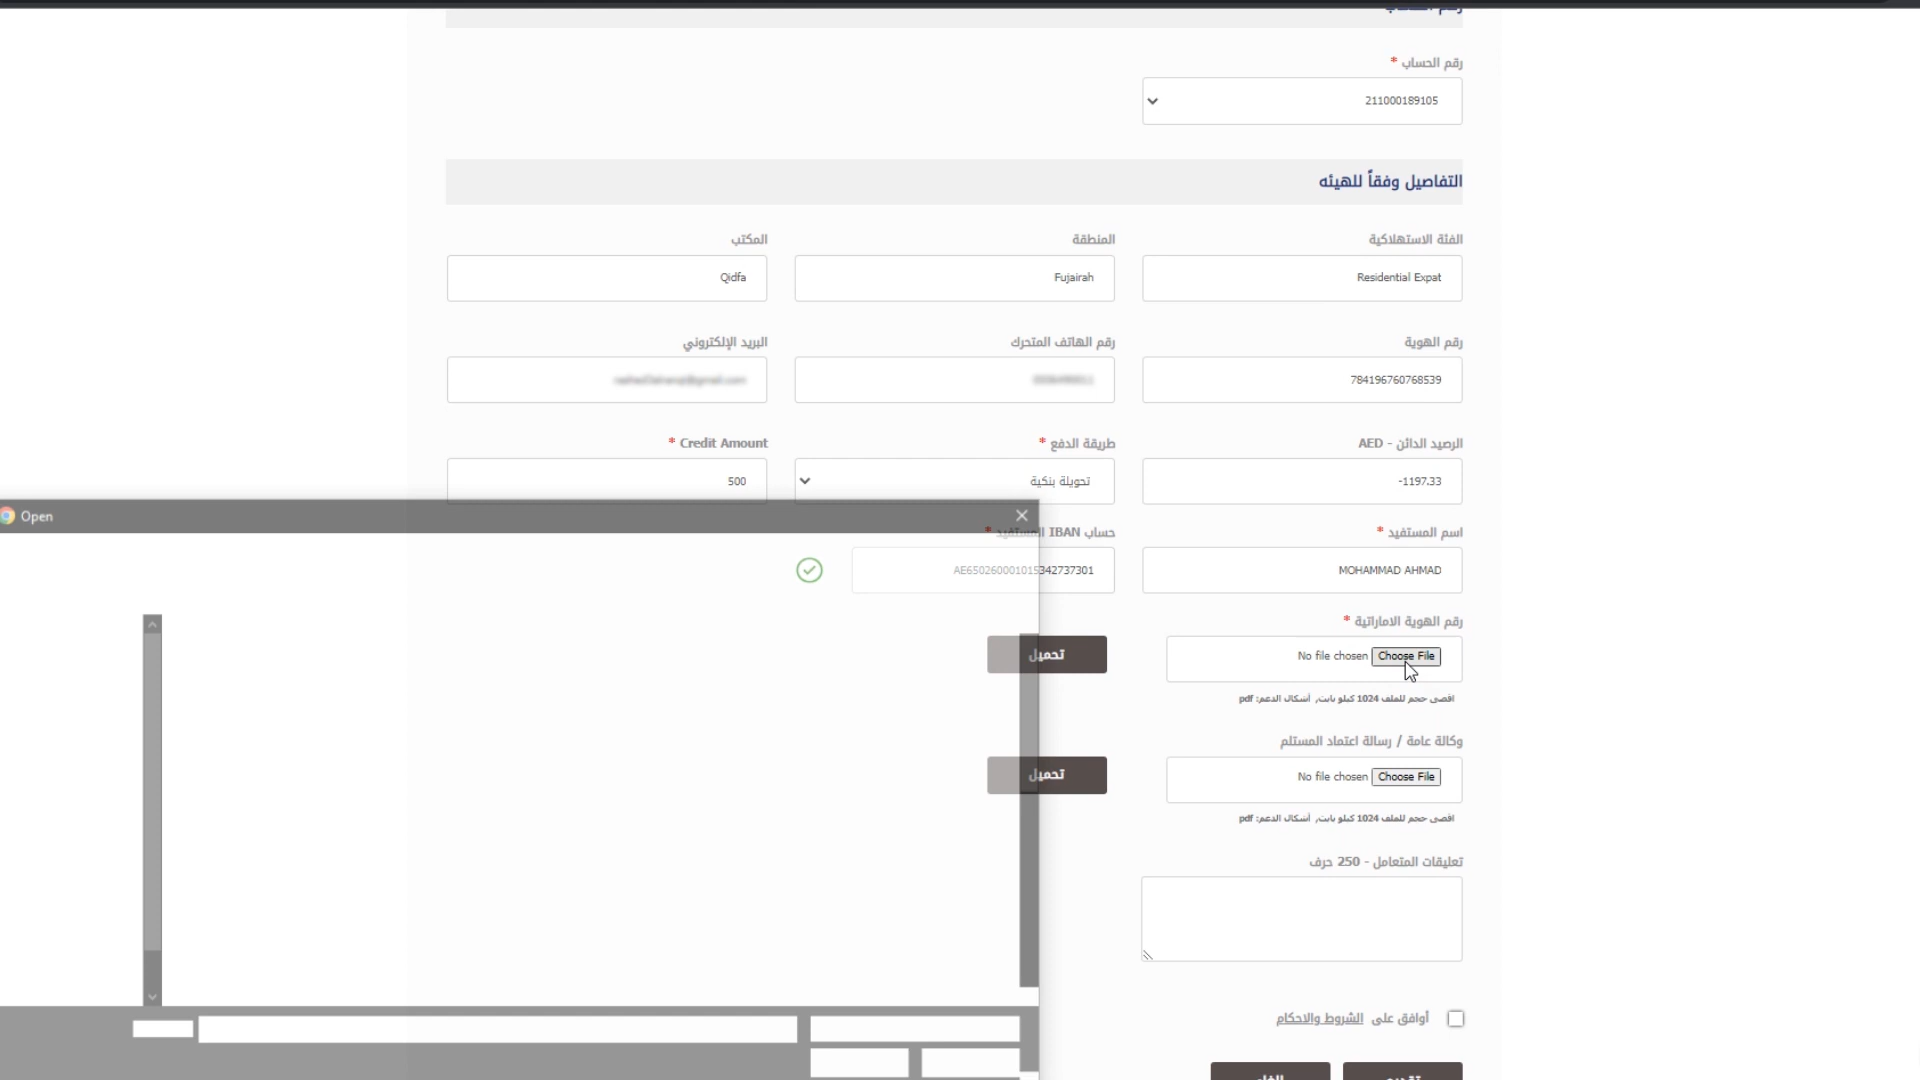 رقم الحساب *
211000189105
التفاصيل وفقاً للهيئه
الفئة الاستهلاكية
المنطقة
المكتب
Residential Expat
Fujairah
Qidfa
رقم الهوية
رقم الهاتف المتحرك
البريد الإلكتروني
784196760768539
الرصيد الدائن - AED
طريقة الدفع *
Credit Amount *
-1197.33
تحويلة بنكية
500
Open
اسم المستفيد *
حساب IBAN المستفيد *
MOHAMMAD AHMAD
AE650260001015342737301
رقم الهوية الاماراتية *
Choose File No file chosen
تحميل
اقصى حجم للملف 1024 كيلو بايت, أشكال الدعم: pdf
وكالة عامة / رسالة اعتماد المستلم
Choose File No file chosen
تحميل
اقصى حجم للملف 1024 كيلو بايت, أشكال الدعم: pdf
تعليقات المتعامل - 250 حرف
أوافق على الشروط والاحكام